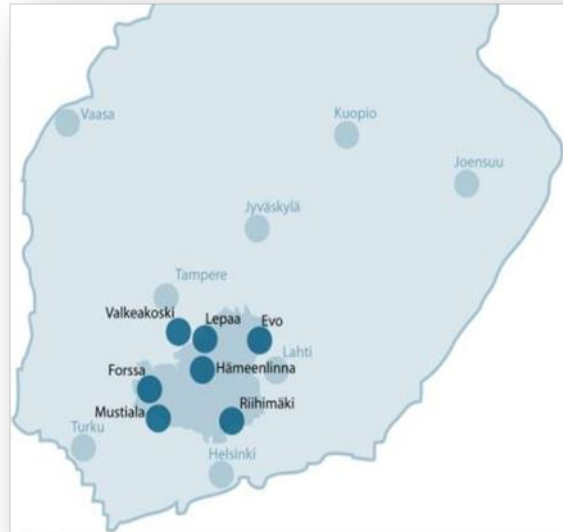 Vaasa
Kuopio
Joensuu
Jyväskylä
Tampere
Valkeakoski
Lepaa
Evo
Lahti
Forssa
Hämeenlinna
Mustiala
Riihimäki
Turku
Helsinki